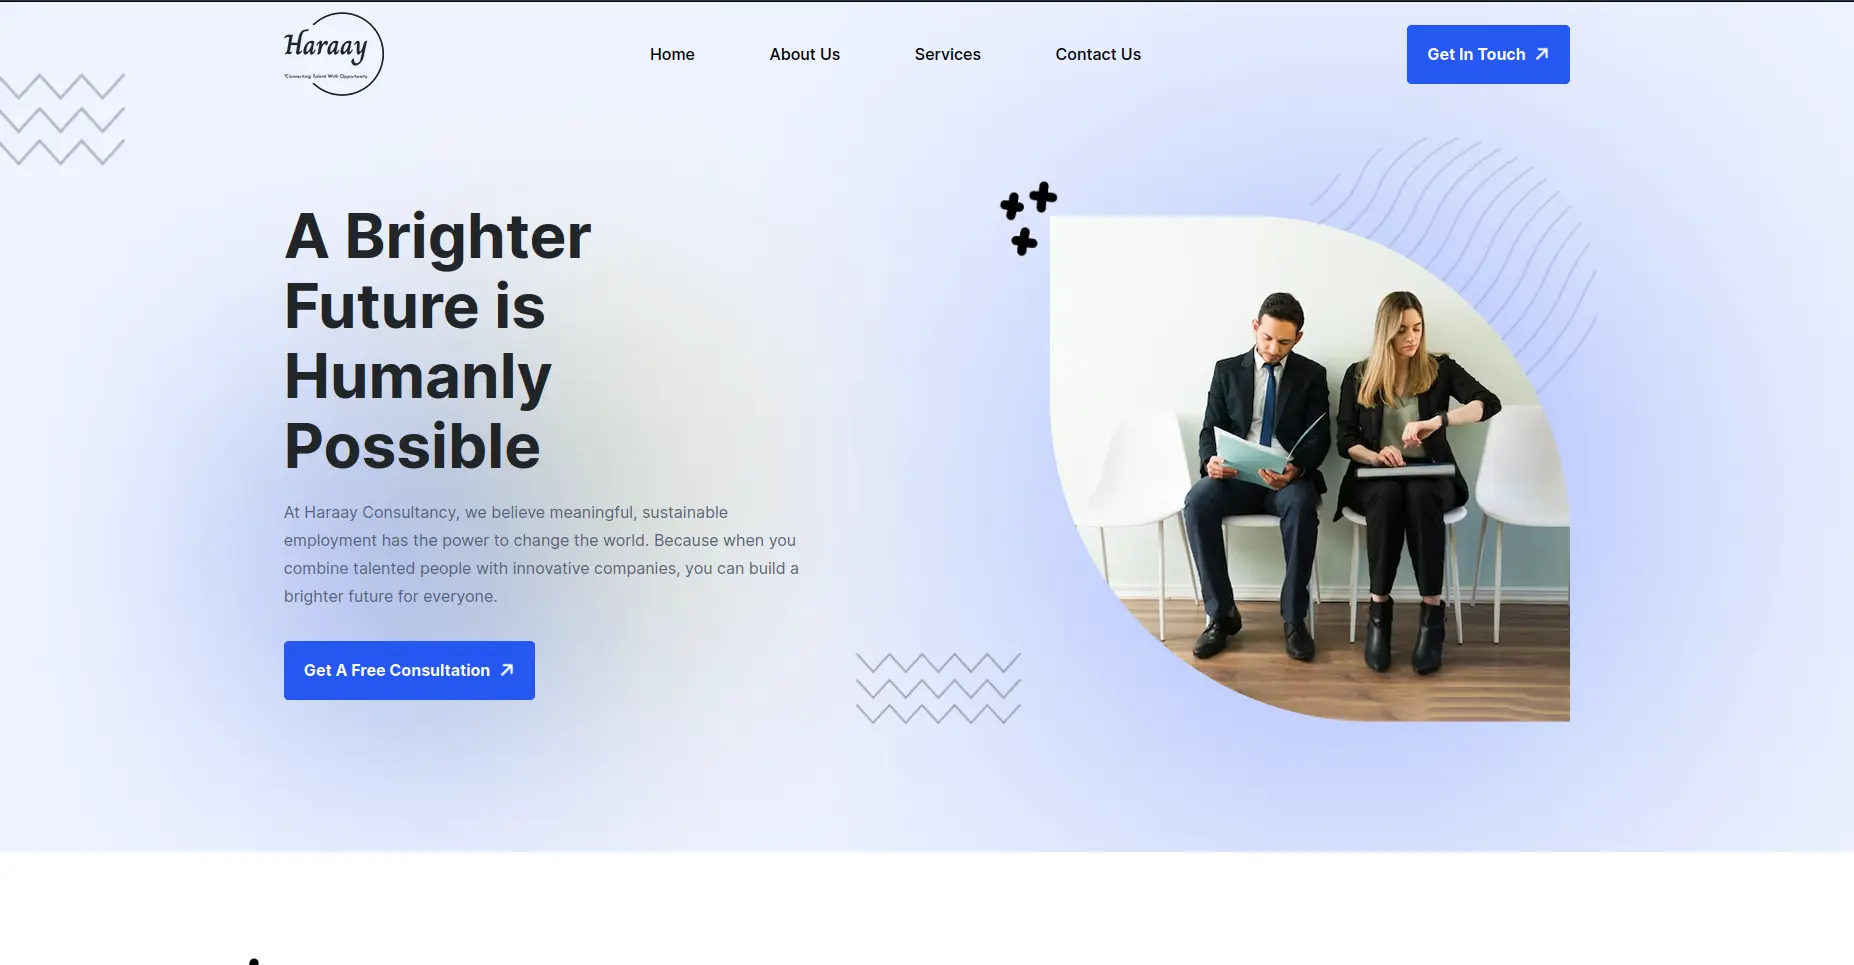 Haraay
"Connecting Talent With Opportunity
Home
About Us
Services
Contact Us
Get In Touch
A Brighter
Future is
Humanly
Possible
At Haraay Consultancy, we believe meaningful, sustainable
employment has the power to change the world. Because when you
combine talented people with innovative companies, you can build a
brighter future for everyone.
Get A Free Consultation